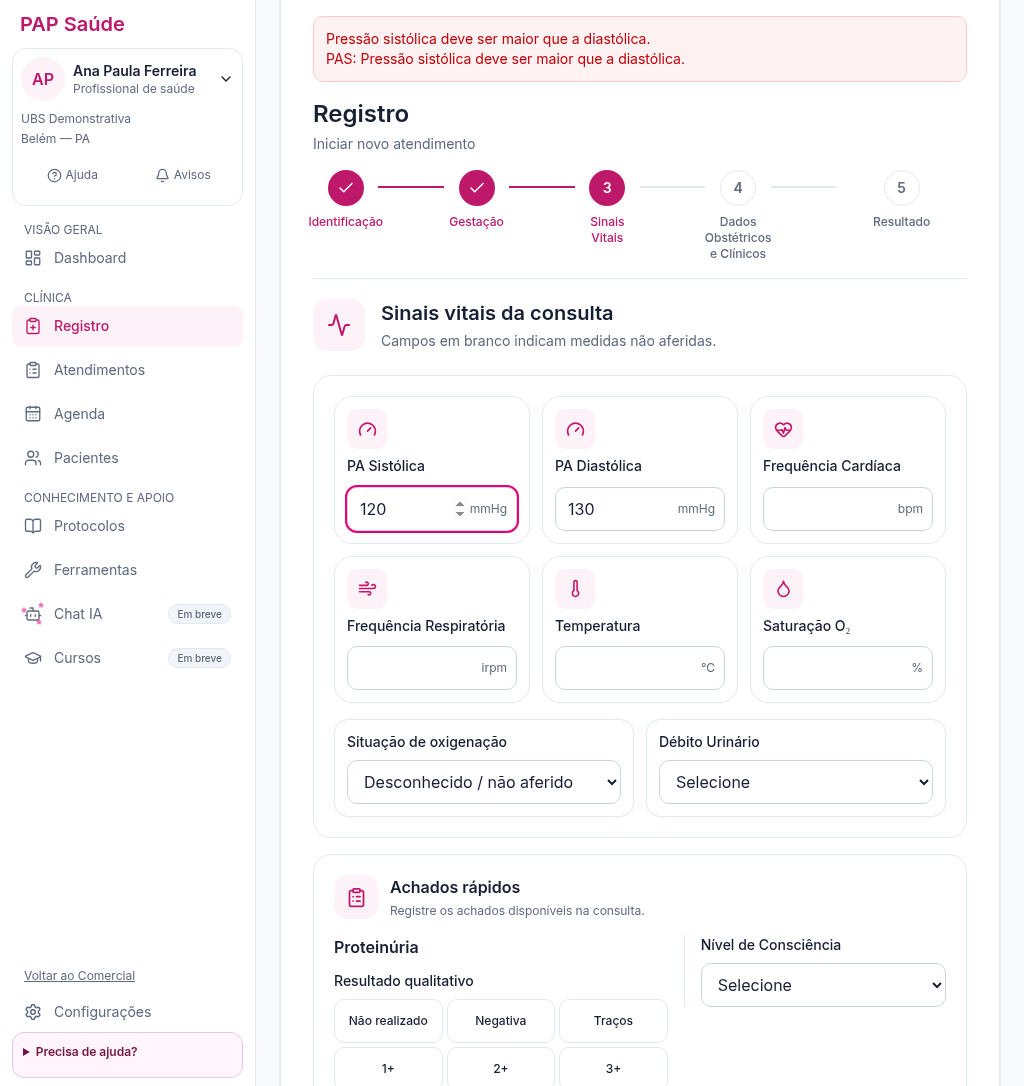 PAP Saúde
AP
Ana Paula Ferreira
Profissional de saúde
UBS Demonstrativa
Belém — PA
Ajuda
Avisos
VISÃO GERAL
Dashboard
CLÍNICA
Registro
Atendimentos
Agenda
Pacientes
CONHECIMENTO E APOIO
Protocolos
Ferramentas
Chat IA
Em breve
Cursos
Em breve
Voltar ao Comercial
Configurações
Precisa de ajuda?
Pressão sistólica deve ser maior que a diastólica.
PAS: Pressão sistólica deve ser maior que a diastólica.
Registro
Iniciar novo atendimento
Identificação
Gestação
3
Sinais
Vitais
4
Dados
Obstétricos
e Clínicos
5
Resultado
Sinais vitais da consulta
Campos em branco indicam medidas não aferidas.
PA Sistólica
120 mmHg
PA Diastólica
130 mmHg
Frequência Cardíaca
bpm
Frequência Respiratória
irpm
Temperatura
°C
Saturação O₂
%
Situação de oxigenação
Desconhecido / não aferido
Débito Urinário
Selecione
Achados rápidos
Registre os achados disponíveis na consulta.
Proteinúria
Resultado qualitativo
Não realizado
Negativa
Traços
1+
2+
3+
Nível de Consciência
Selecione